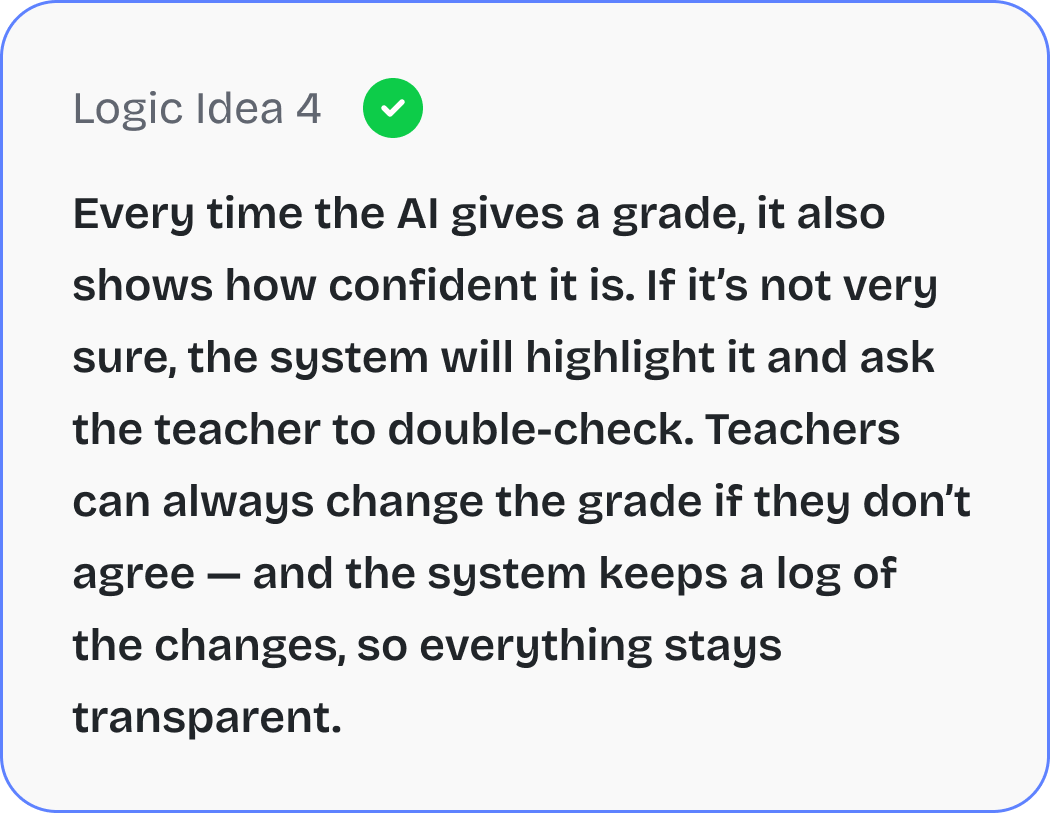 Logic Idea 4
Every time the AI gives a grade, it also
shows how confident it is. If it’s not very
sure, the system will highlight it and ask
the teacher to double-check. Teachers
can always change the grade if they don’t
agree — and the system keeps a log of
the changes, so everything stays
transparent.